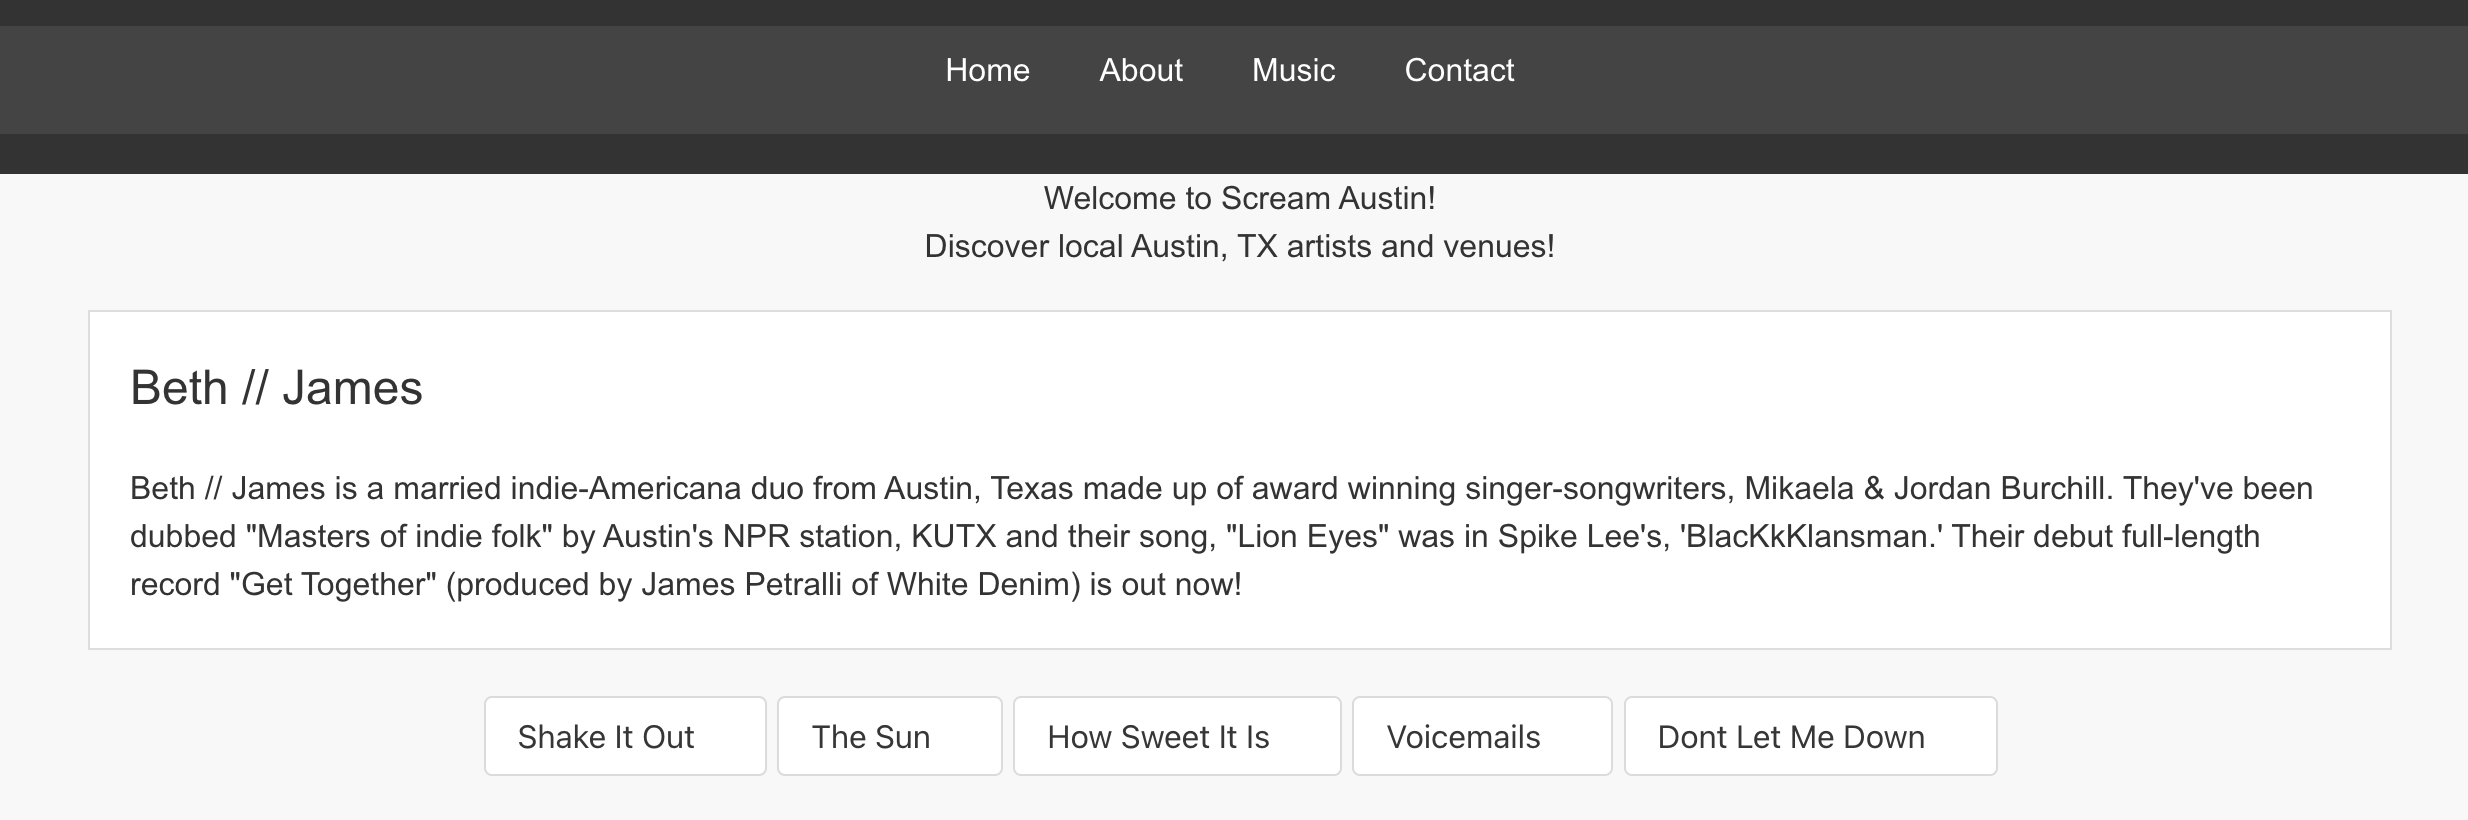 Home About Music Contact
Welcome to Scream Austin!
Discover local Austin, TX artists and venues!
Beth // James
Beth // James is a married indie-Americana duo from Austin, Texas made up of award winning singer-songwriters, Mikaela & Jordan Burchill. They've been
dubbed "Masters of indie folk" by Austin's NPR station, KUTX and their song, "Lion Eyes" was in Spike Lee's, 'BlacKkKlansman.' Their debut full-length
record "Get Together" (produced by James Petralli of White Denim) is out now!
Shake It Out The Sun How Sweet It Is Voicemails Dont Let Me Down